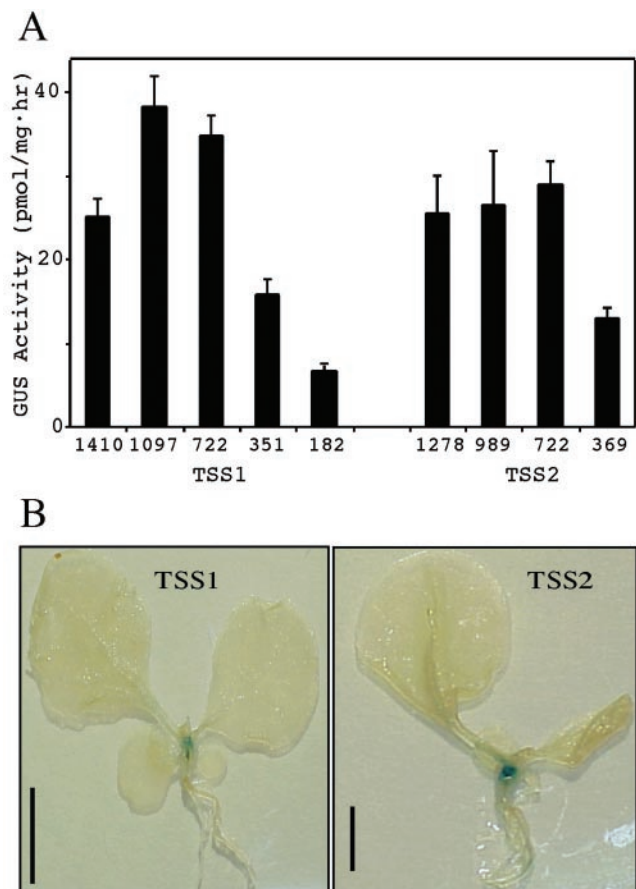 A
GUS Activity (pmol/mg·hr)
40
20
0
1410 1097 722 351 182 1278 989 722 369
TSS1 TSS2
B
TSS1 TSS2